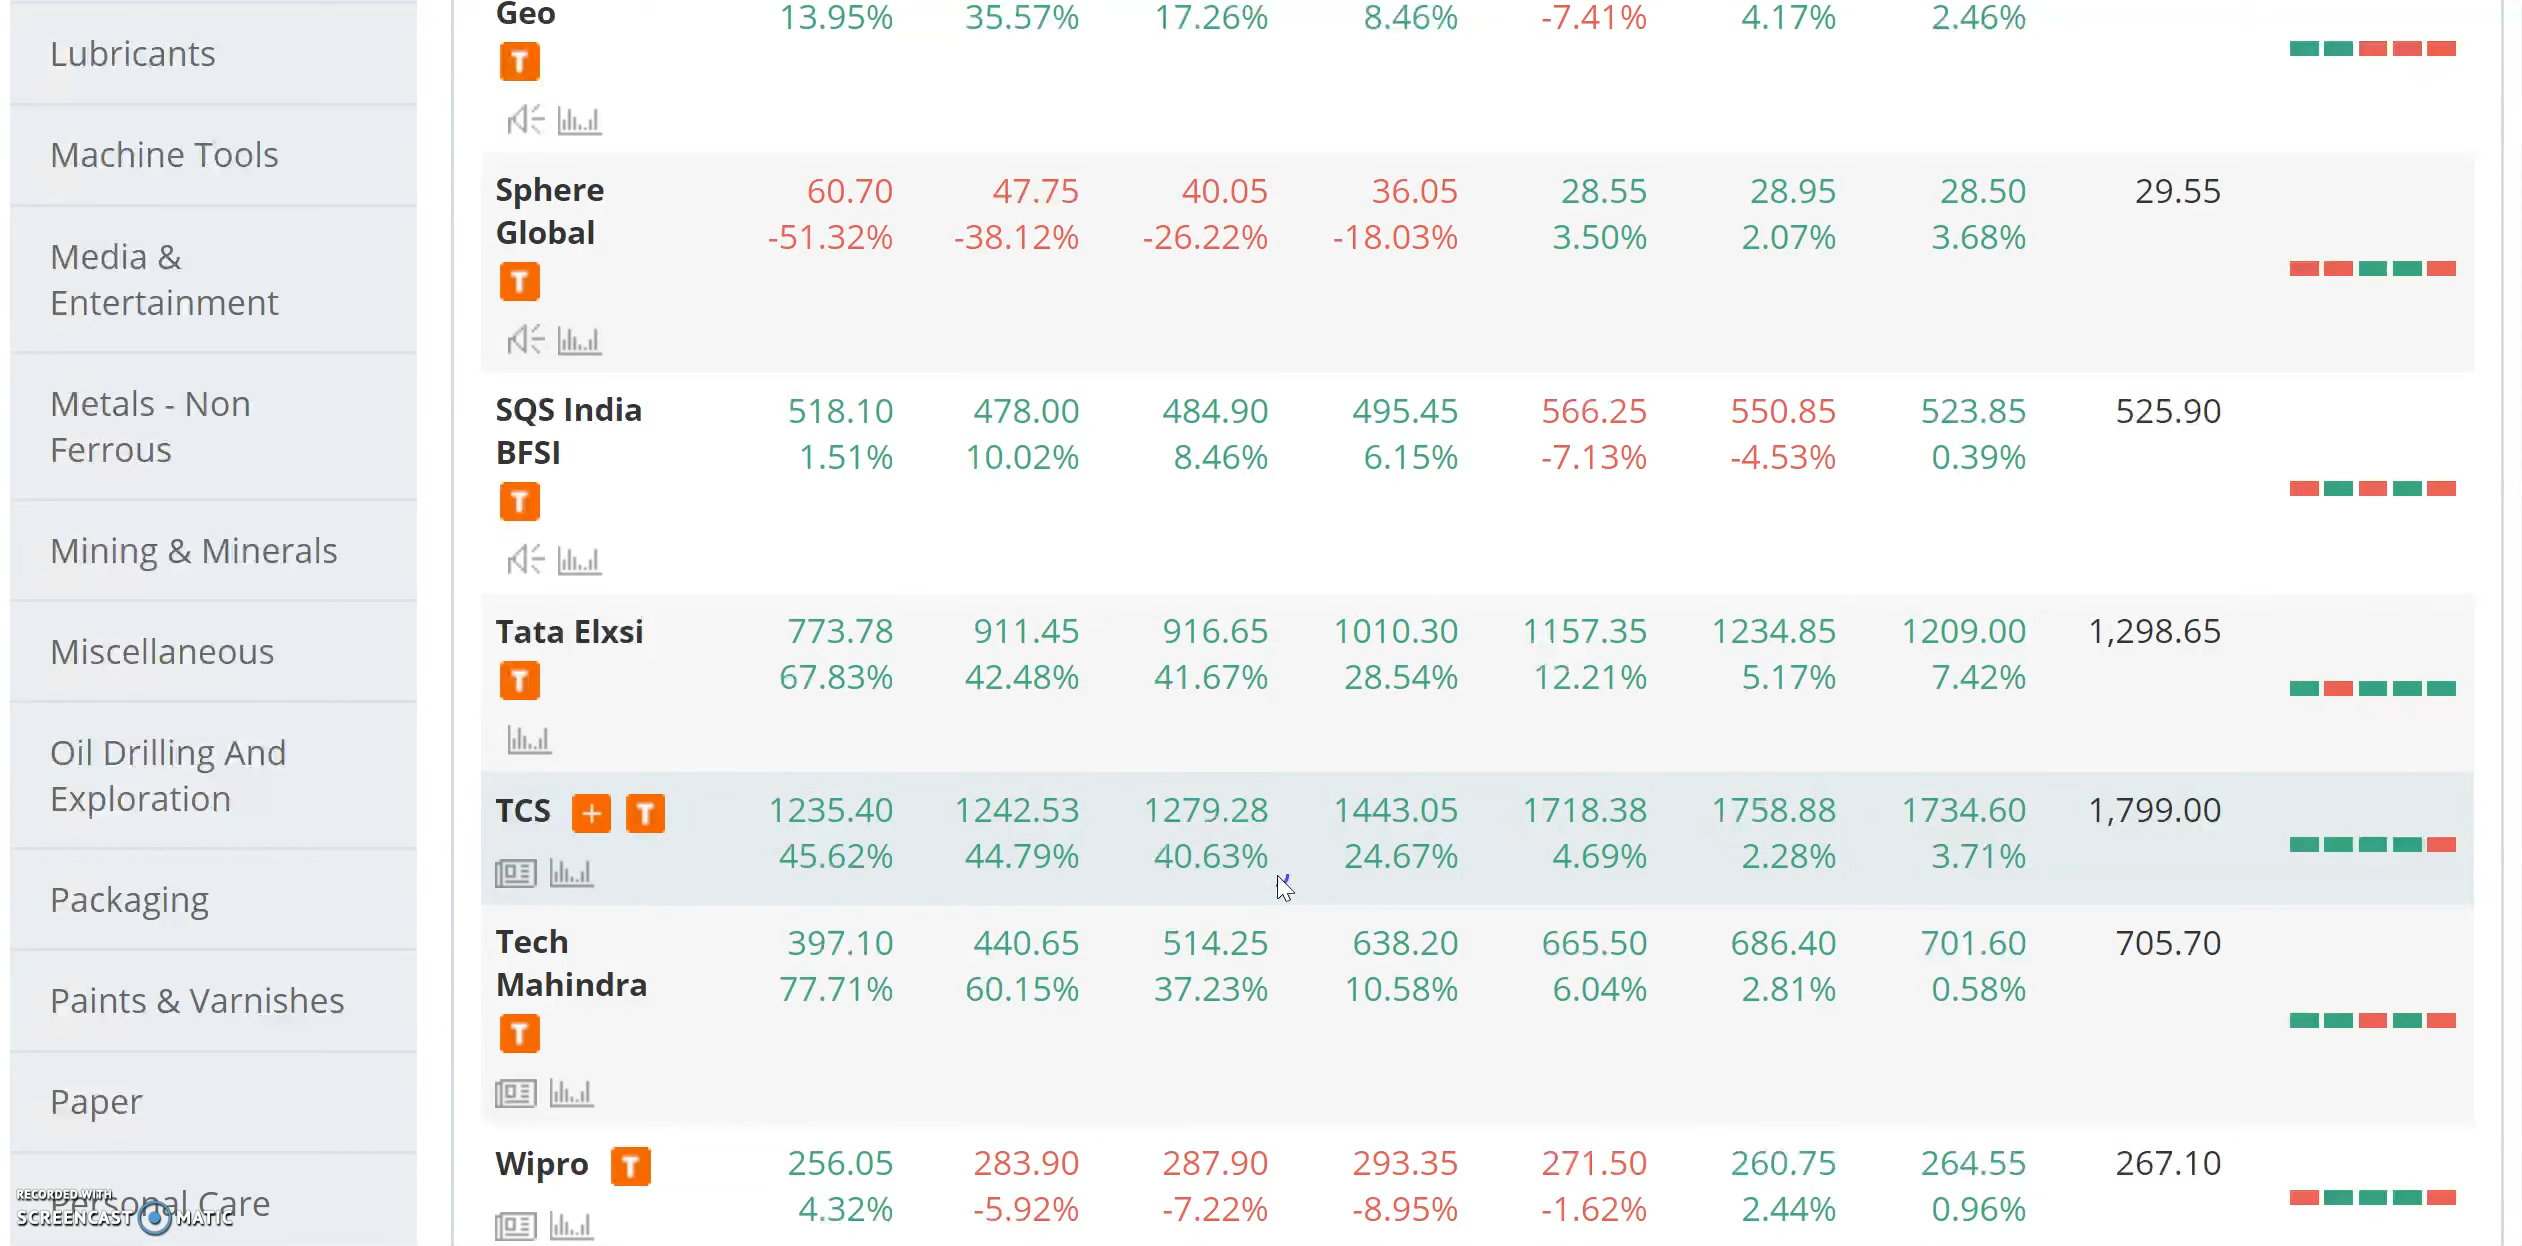 Lubricants
Machine Tools
Media &
Entertainment
Metals - Non
Ferrous
Mining & Minerals
Miscellaneous
Oil Drilling And
Exploration
Packaging
Paints & Varnishes
Paper
Personal Care
RECORDED WITH
SCREENCAST MATIC
Geo 13.95% 35.57% 17.26% 8.46% -7.41% 4.17% 2.46%
T
Sphere 60.70 47.75 40.05 36.05 28.55 28.95 28.50 29.55
Global -51.32% -38.12% -26.22% -18.03% 3.50% 2.07% 3.68%
T
SQS India 518.10 478.00 484.90 495.45 566.25 550.85 523.85 525.90
BFSI 1.51% 10.02% 8.46% 6.15% -7.13% -4.53% 0.39%
T
Tata Elxsi 773.78 911.45 916.65 1010.30 1157.35 1234.85 1209.00 1,298.65
T 67.83% 42.48% 41.67% 28.54% 12.21% 5.17% 7.42%
TCS + T 1235.40 1242.53 1279.28 1443.05 1718.38 1758.88 1734.60 1,799.00
45.62% 44.79% 40.63% 24.67% 4.69% 2.28% 3.71%
Tech 397.10 440.65 514.25 638.20 665.50 686.40 701.60 705.70
Mahindra 77.71% 60.15% 37.23% 10.58% 6.04% 2.81% 0.58%
T
Wipro T 256.05 283.90 287.90 293.35 271.50 260.75 264.55 267.10
4.32% -5.92% -7.22% -8.95% -1.62% 2.44% 0.96%